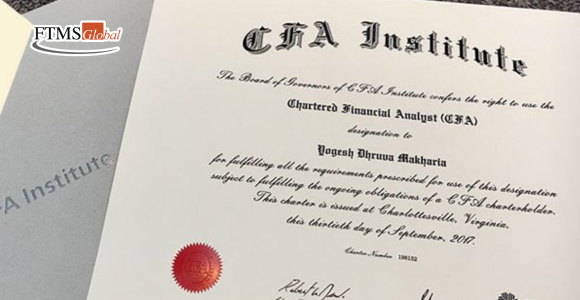 FTMSGlobal
CFA Institute
The Board of Governors of CFA Institute confers the right to use the
Chartered Financial Analyst (CFA)
designation to
Yogesh Dhruva Makharia
for fulfilling all the requirements prescribed for use of this designation
subject to fulfilling the ongoing obligations of a CFA charterholder.
This charter is issued at Charlottesville, Virginia,
this thirtieth day of September, 2017.
Charter Number 198152
FA Institute
CFA